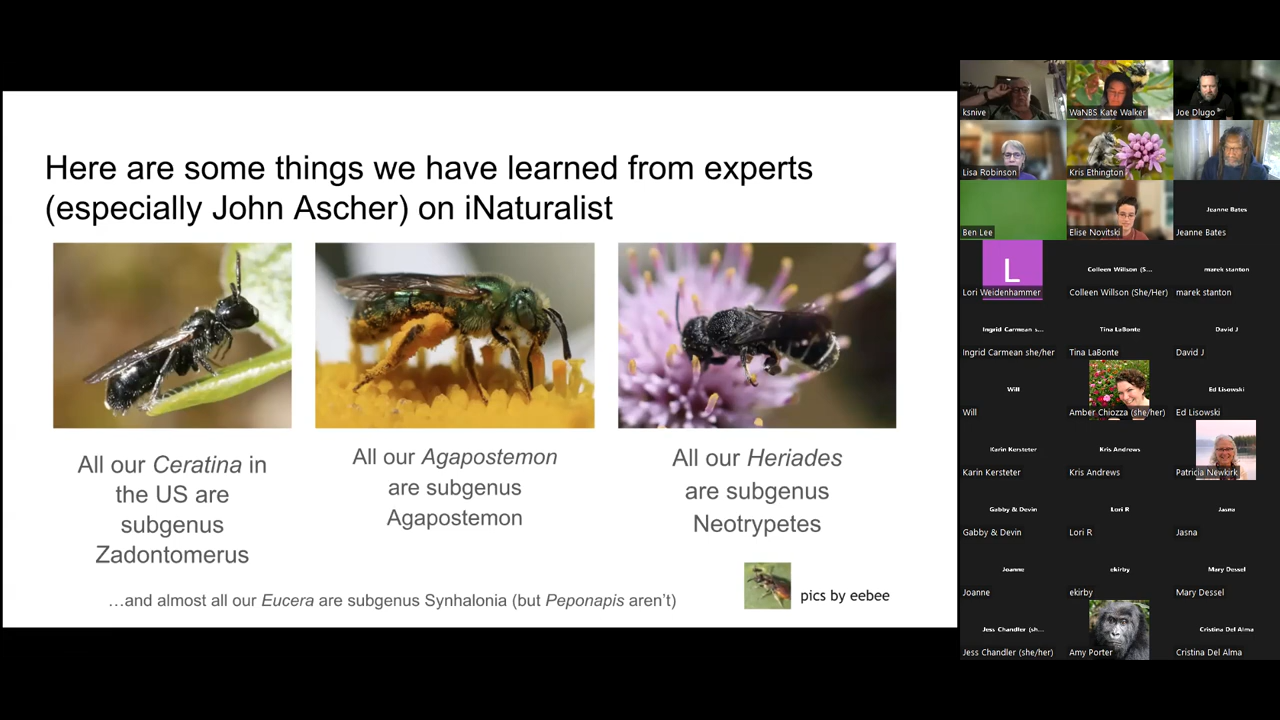 Here are some things we have learned from experts
(especially John Ascher) on iNaturalist
All our Ceratina in
the US are
subgenus
Zadontomerus
All our Agapostemon
are subgenus
Agapostemon
All our Heriades
are subgenus
Neotrypetes
…and almost all our Eucera are subgenus Synhalonia (but Peponapis aren't)
pics by eebee
ksnive
WaNBS Kate Walker
Joe Dlugo
Lisa Robinson
Kris Ethington
Ben Lee
Elise Novitski
Jeanne Bates
Jeanne Bates
L
Lori Weidenhammer
Colleen Willson (S...
Colleen Willson (She/Her)
marek stanton
marek stanton
Ingrid Carmean s...
Ingrid Carmean she/her
Tina LaBonte
Tina LaBonte
David J
David J
Will
Will
Amber Chiozza (she/her)
Ed Lisowski
Ed Lisowski
Karin Kersteter
Karin Kersteter
Kris Andrews
Kris Andrews
Patricia Newkirk
Gabby & Devin
Gabby & Devin
Lori R
Lori R
Jasna
Jasna
Joanne
Joanne
ekirby
ekirby
Mary Dessel
Mary Dessel
Jess Chandler (sh...
Jess Chandler (she/her)
Amy Porter
Cristina Del Alma
Cristina Del Alma